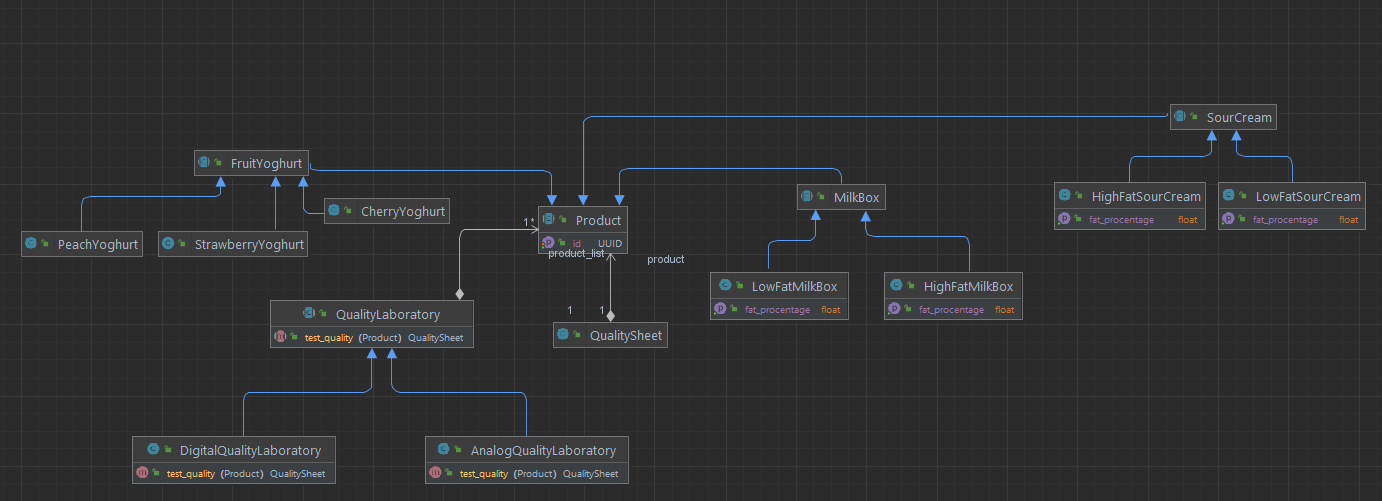 SourCream
FruitYoghurt
HighFatSourCream
fat_procentage float
LowFatSourCream
fat_procentage float
MilkBox
CherryYoghurt
Product
id UUID
1*
product_list
product
PeachYoghurt
StrawberryYoghurt
LowFatMilkBox
fat_procentage float
HighFatMilkBox
fat_procentage float
QualityLaboratory
test_quality (Product) QualitySheet
1
1
QualitySheet
DigitalQualityLaboratory
test_quality (Product) QualitySheet
AnalogQualityLaboratory
test_quality (Product) QualitySheet